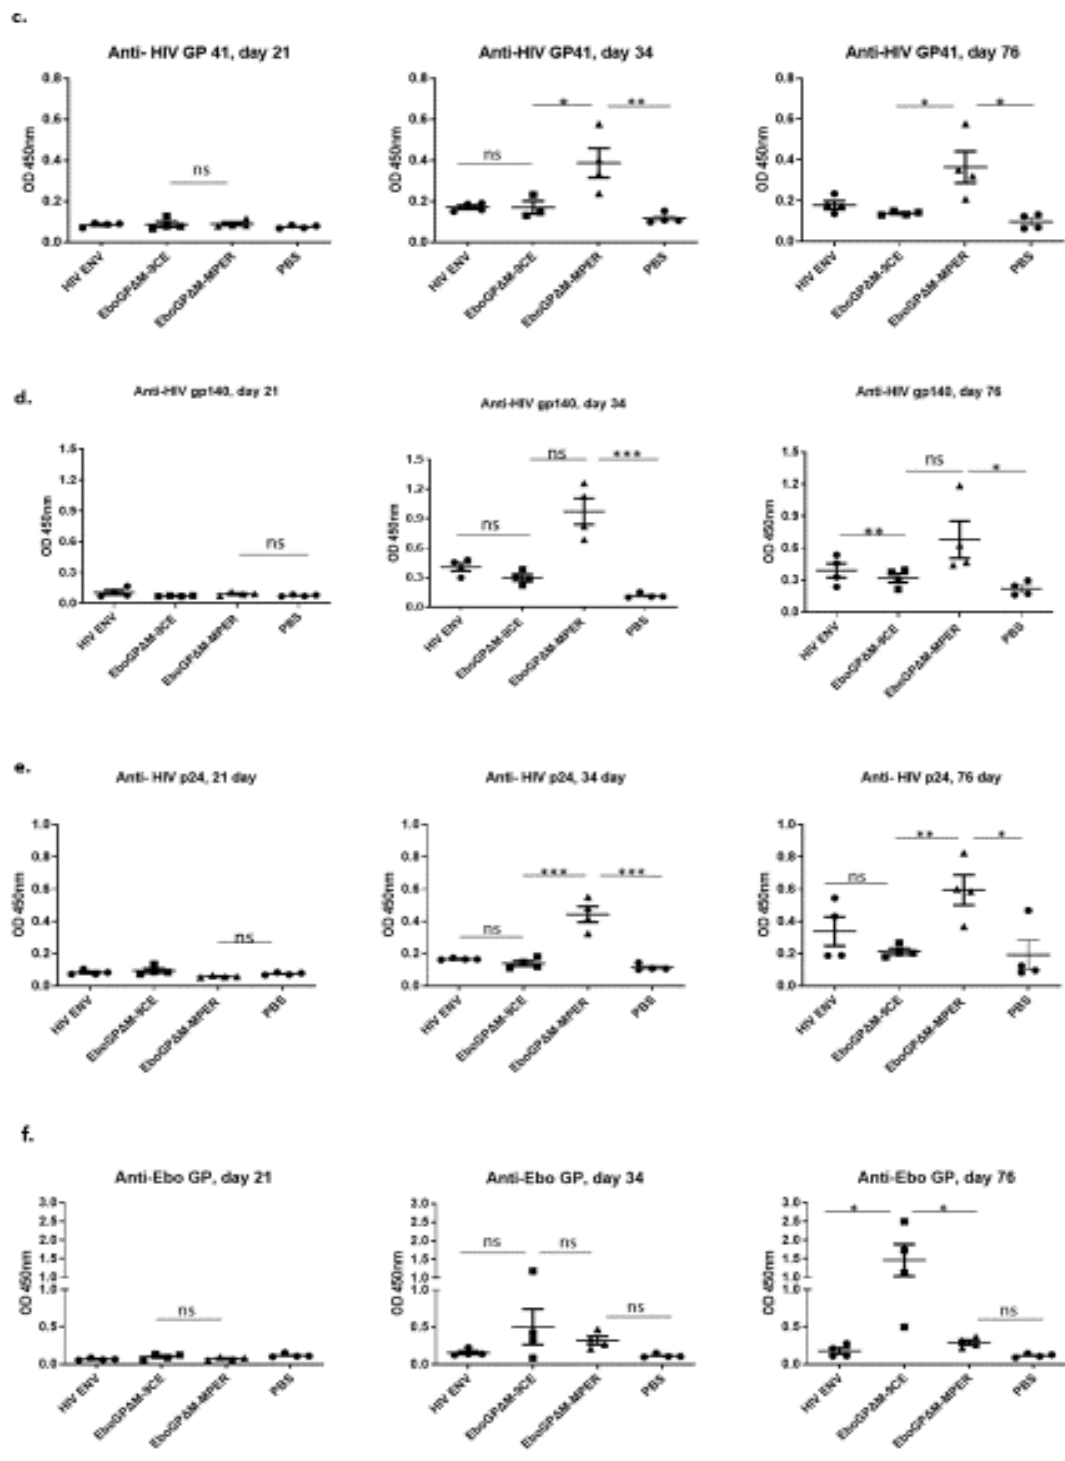 c.
Anti- HIV GP 41, day 21
Anti-HIV GP41, day 34
Anti-HIV GP41, day 76
0.8
0.6
0.4
0.2
0.0
OD 450nm
ns
HIV ENV
EboGPΔM-9CE
EboGPΔM-MPER
PBS
0.8
0.6
0.4
0.2
0.0
OD 450nm
ns
*
**
HIV ENV
EboGPΔM-9CE
EboGPΔM-MPER
PBS
0.8
0.6
0.4
0.2
0.0
OD 450nm
*
*
HIV ENV
EboGPΔM-9CE
EboGPΔM-MPER
PBS
d.
Anti-HIV gp140, day 21
Anti-HIV gp140, day 34
Anti-HIV gp140, day 76
1.5
1.2
0.9
0.6
0.3
0.0
OD 450nm
ns
HIV ENV
EboGPΔM-9CE
EboGPΔM-MPER
PBS
1.5
1.2
0.9
0.6
0.3
0.0
OD 450nm
ns
ns
***
HIV ENV
EboGPΔM-9CE
EboGPΔM-MPER
PBS
1.5
1.2
0.9
0.6
0.3
0.0
OD 450nm
**
ns
*
HIV ENV
EboGPΔM-9CE
EboGPΔM-MPER
PBS
e.
Anti- HIV p24, 21 day
Anti- HIV p24, 34 day
Anti- HIV p24, 76 day
1.0
0.8
0.6
0.4
0.2
0.0
OD 450nm
ns
HIV ENV
EboGPΔM-9CE
EboGPΔM-MPER
PBS
1.0
0.8
0.6
0.4
0.2
0.0
OD 450nm
ns
***
***
HIV ENV
EboGPΔM-9CE
EboGPΔM-MPER
PBS
1.0
0.8
0.6
0.4
0.2
0.0
OD 450nm
ns
**
*
HIV ENV
EboGPΔM-9CE
EboGPΔM-MPER
PBS
f.
Anti-Ebo GP, day 21
Anti-Ebo GP, day 34
Anti-Ebo GP, day 76
3.0
2.5
2.0
1.5
1.0
1.0
0.5
0.0
OD 450nm
ns
HIV ENV
EboGPΔM-9CE
EboGPΔM-MPER
PBS
3.0
2.5
2.0
1.5
1.0
1.0
0.5
0.0
OD 450nm
ns
ns
ns
HIV ENV
EboGPΔM-9CE
EboGPΔM-MPER
PBS
3.0
2.5
2.0
1.5
1.0
1.0
0.5
0.0
OD 450nm
*
*
ns
HIV ENV
EboGPΔM-9CE
EboGPΔM-MPER
PBS